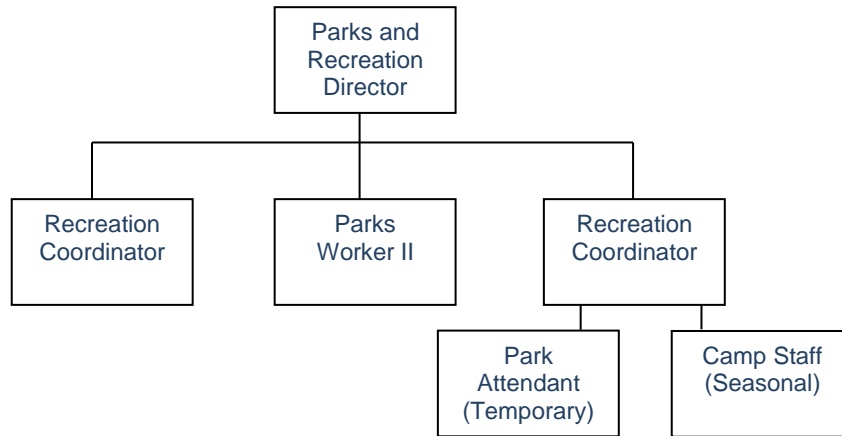 Parks and
Recreation
Director
Recreation
Coordinator
Parks
Worker II
Recreation
Coordinator
Park
Attendant
(Temporary)
Camp Staff
(Seasonal)